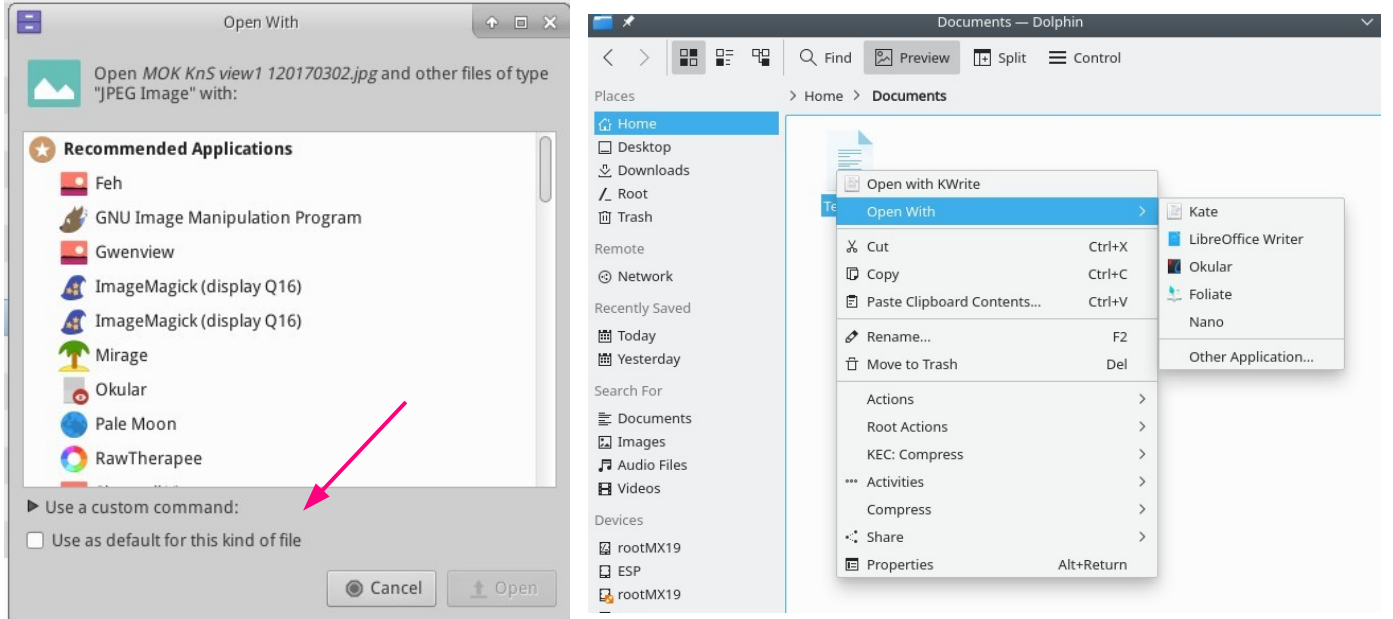 Open With
Open MOK KnS view1 120170302.jpg and other files of type
"JPEG Image" with:
Recommended Applications
Feh
GNU Image Manipulation Program
Gwenview
ImageMagick (display Q16)
ImageMagick (display Q16)
Mirage
Okular
Pale Moon
RawTherapee
Use a custom command:
Use as default for this kind of file
Cancel
Open
Documents — Dolphin
Find
Preview
Split
Control
Places
Home
Desktop
Downloads
Root
Trash
Remote
Network
Recently Saved
Today
Yesterday
Search For
Documents
Images
Audio Files
Videos
Devices
rootMX19
ESP
rootMX19
> Home > Documents
Te
Open with KWrite
Open With
Cut Ctrl+X
Copy Ctrl+C
Paste Clipboard Contents... Ctrl+V
Rename... F2
Move to Trash Del
Actions
Root Actions
KEC: Compress
Activities
Compress
Share
Properties Alt+Return
Kate
LibreOffice Writer
Okular
Foliate
Nano
Other Application...